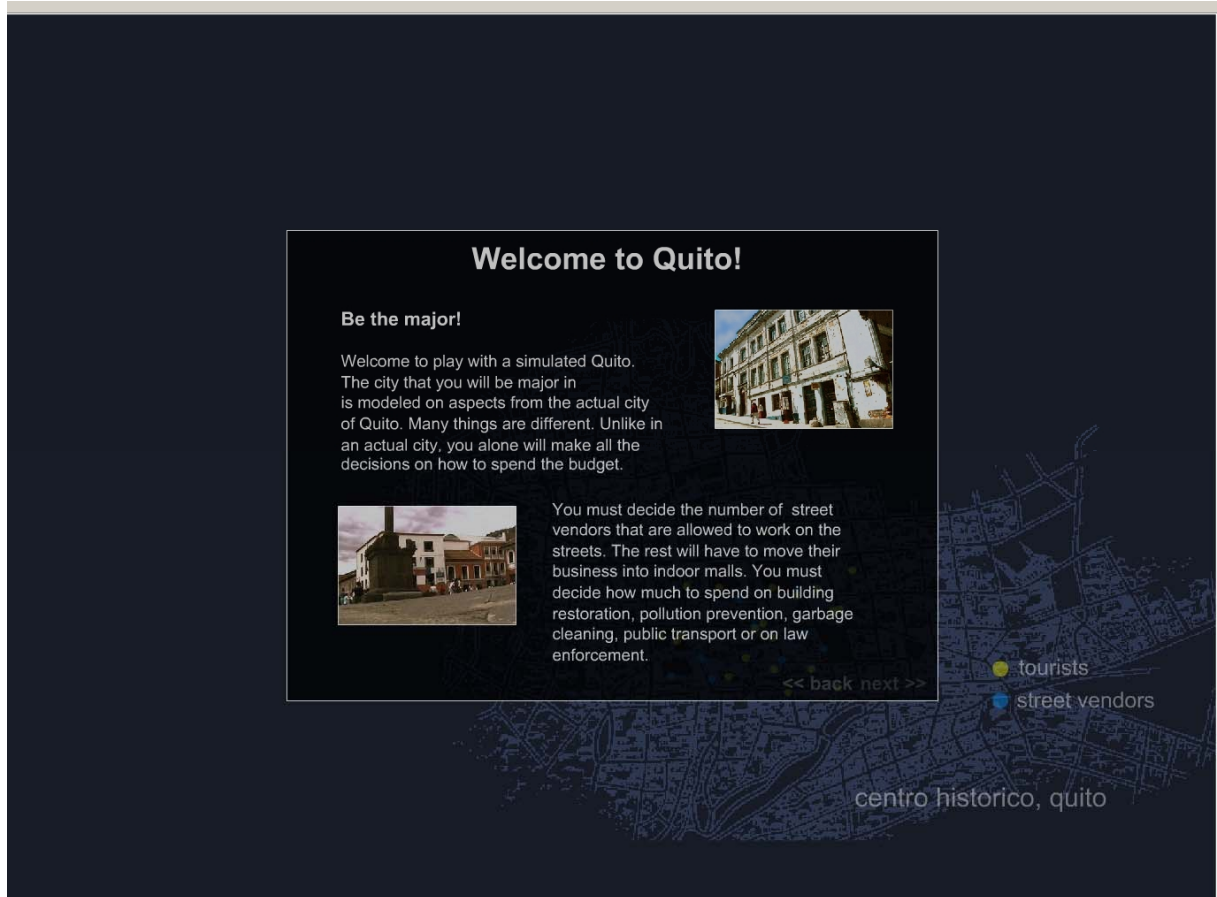 Welcome to Quito!
Be the major!
Welcome to play with a simulated Quito.
The city that you will be major in
is modeled on aspects from the actual city
of Quito. Many things are different. Unlike in
an actual city, you alone will make all the
decisions on how to spend the budget.
You must decide the number of street
vendors that are allowed to work on the
streets. The rest will have to move their
business into indoor malls. You must
decide how much to spend on building
restoration, pollution prevention, garbage
cleaning, public transport or on law
enforcement.
<< back next >>
tourists
street vendors
centro historico, quito